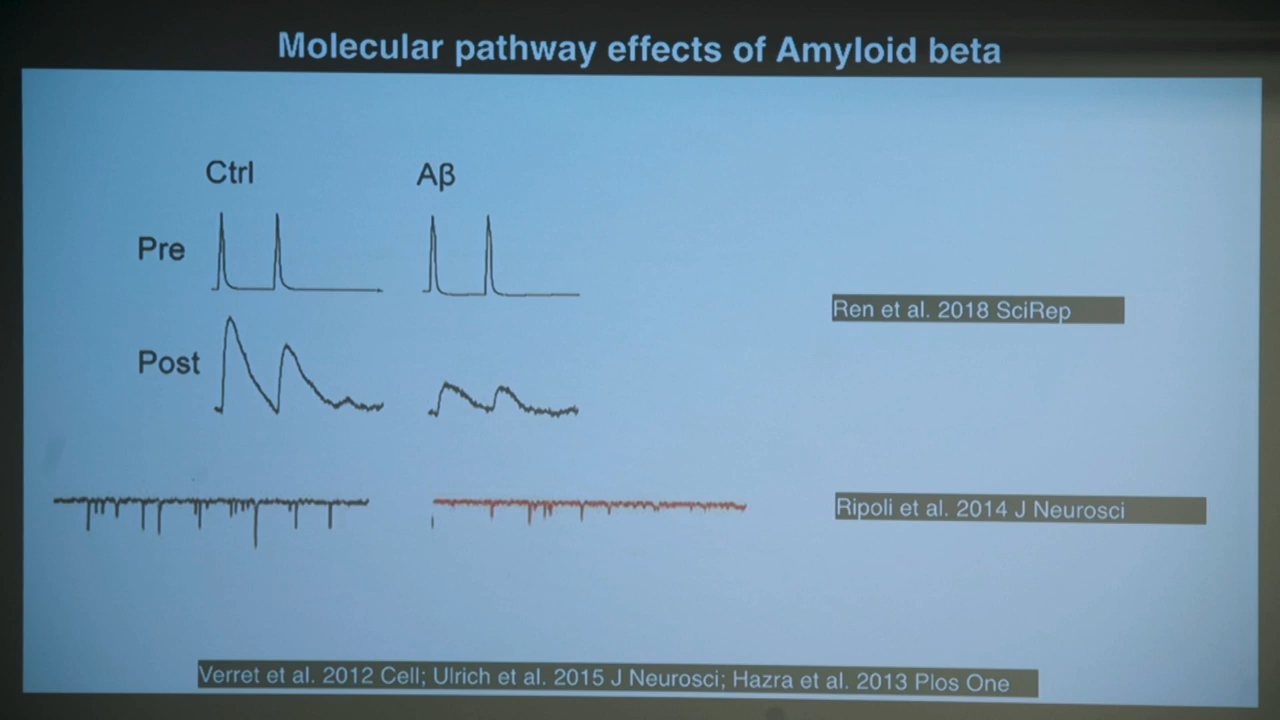 Molecular pathway effects of Amyloid beta
Ctrl
Aβ
Pre
Ren et al. 2018 SciRep
Post
Ripoli et al. 2014 J Neurosci
Verret et al. 2012 Cell; Ulrich et al. 2015 J Neurosci; Hazra et al. 2013 Plos One